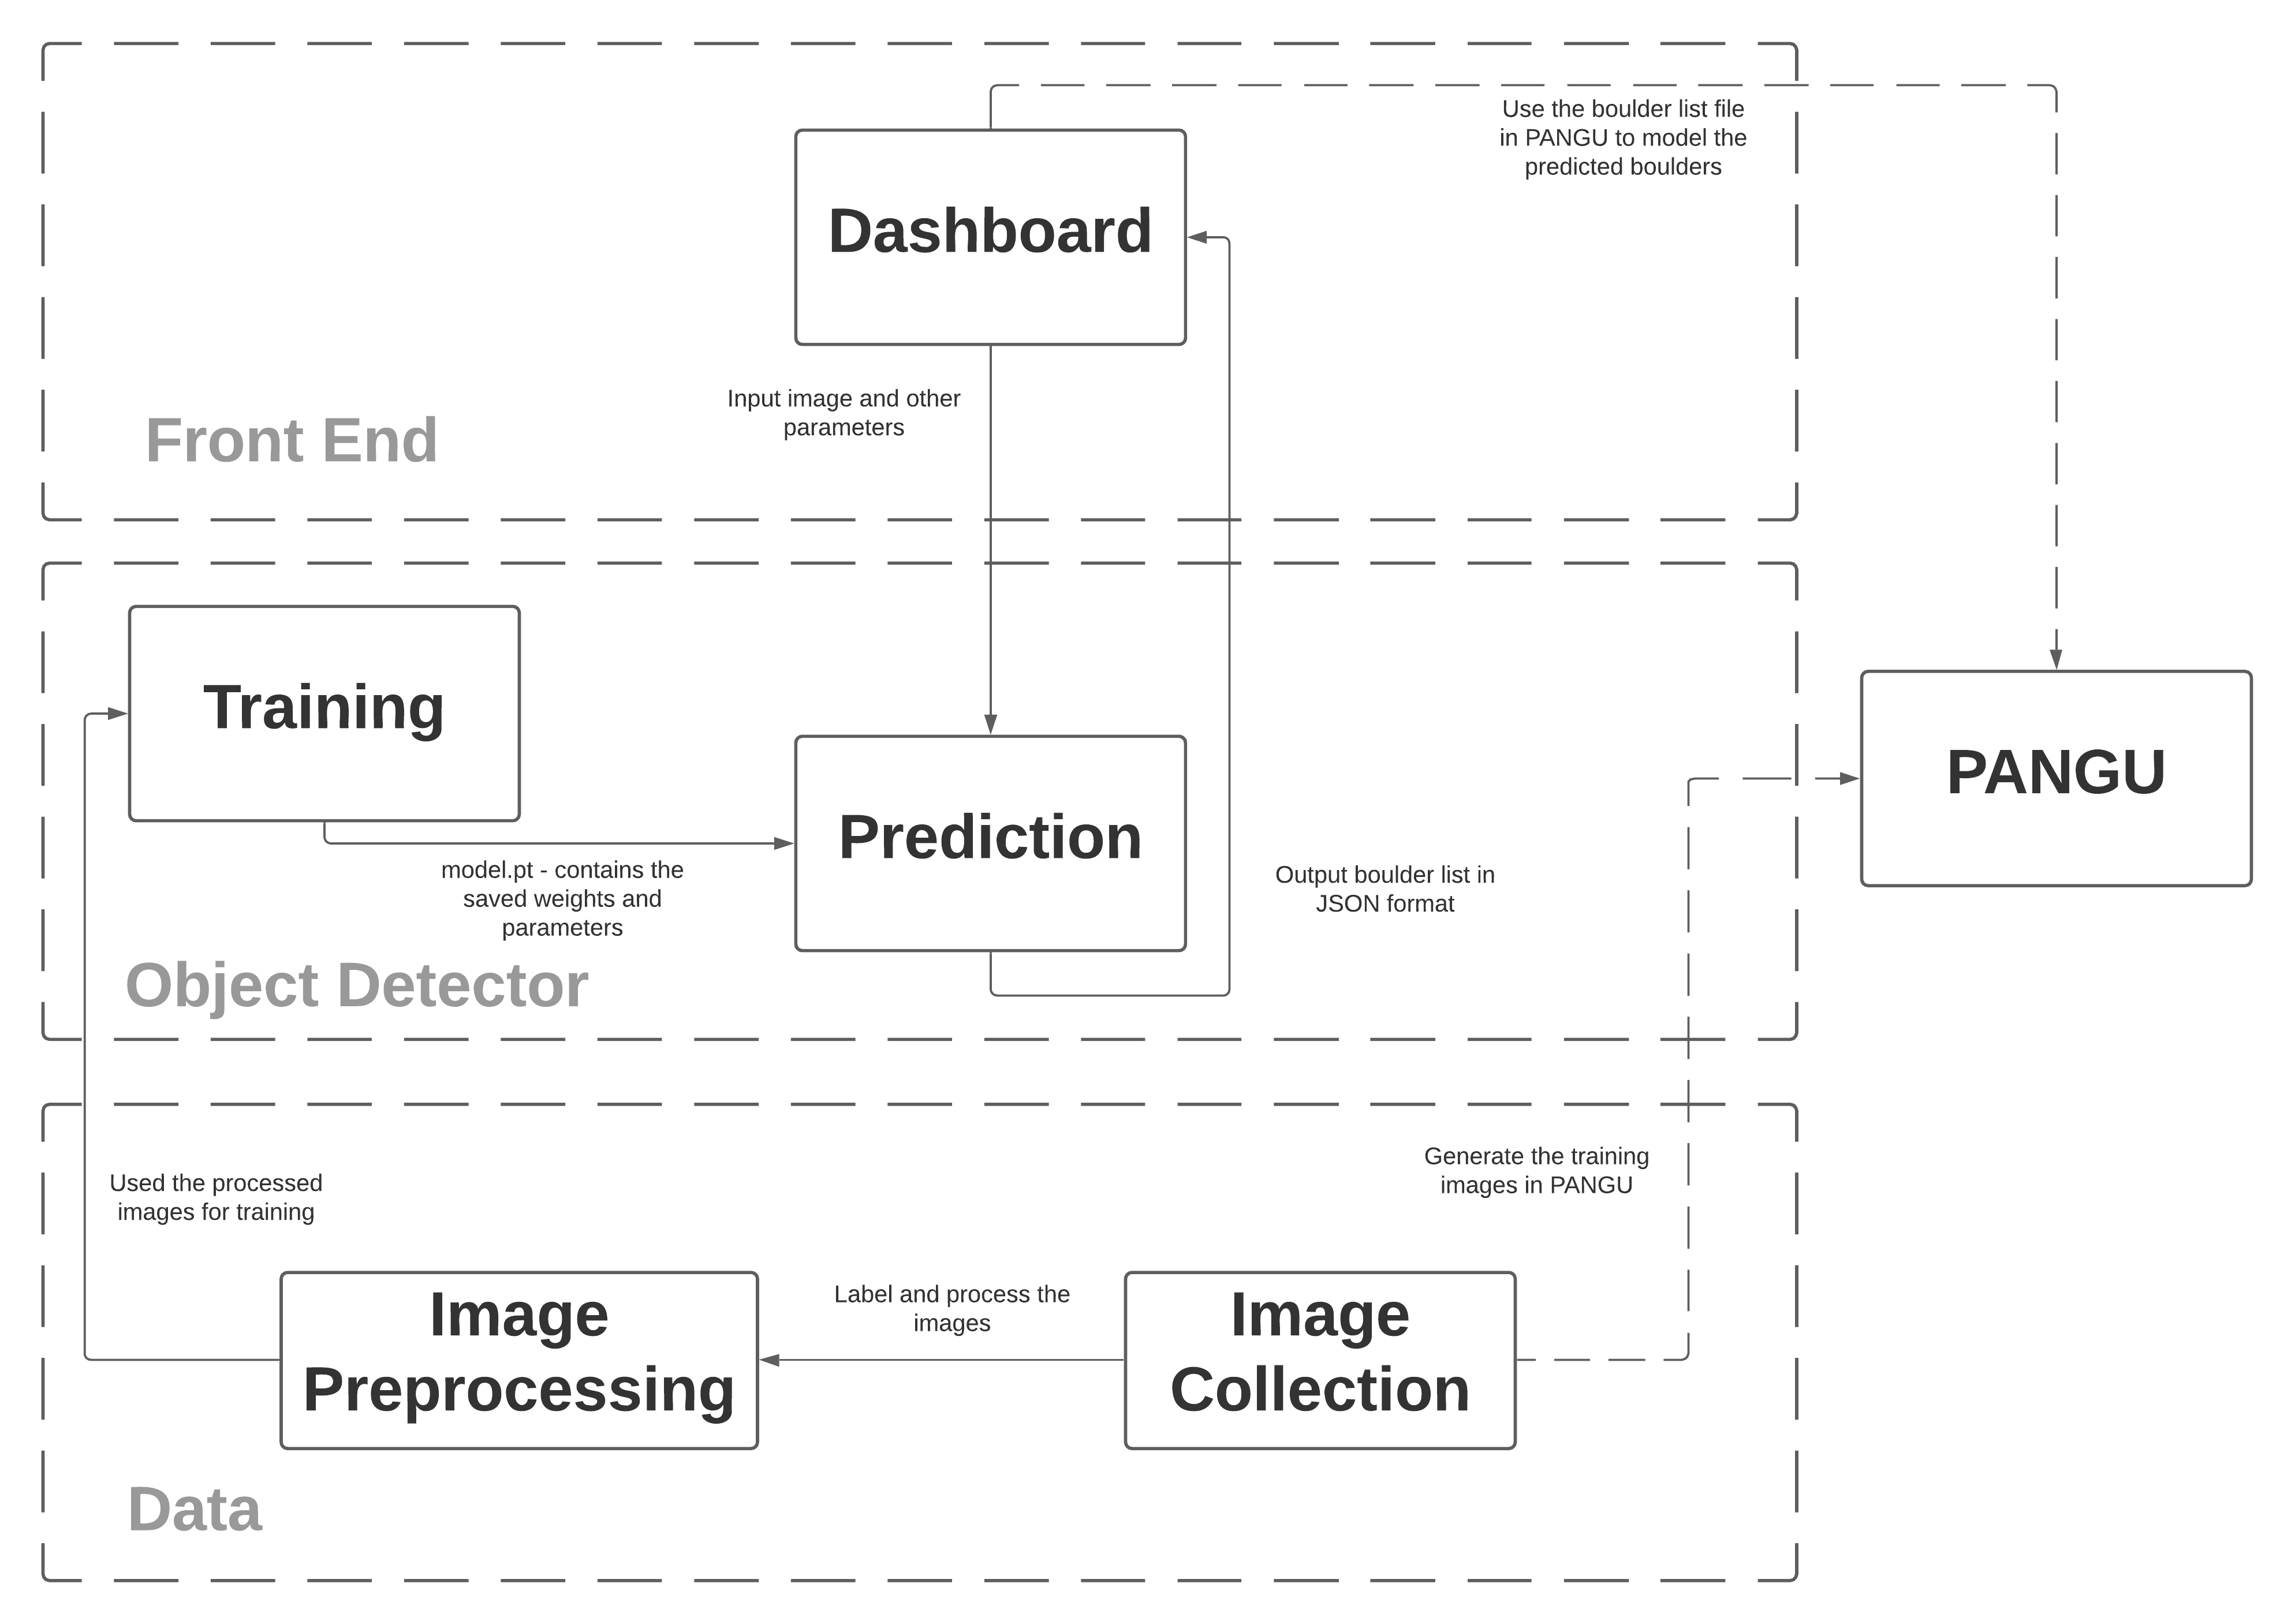 Use the boulder list file
in PANGU to model the
predicted boulders
Dashboard
Input image and other
parameters
Front End
Training
PANGU
Prediction
model.pt - contains the
saved weights and
parameters
Output boulder list in
JSON format
Object Detector
Generate the training
images in PANGU
Used the processed
images for training
Label and process the
images
Image
Preprocessing
Image
Collection
Data